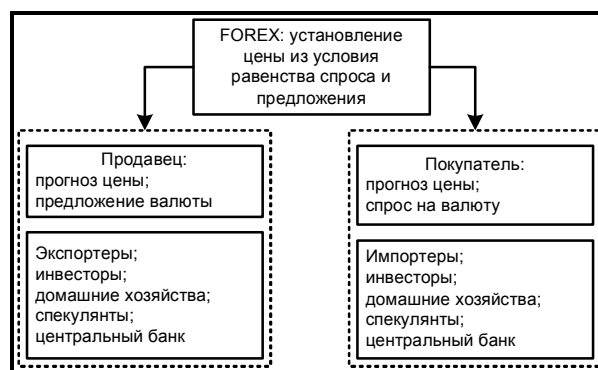 FOREX: установление
цены из условия
равенства спроса и
предложения
Продавец:
прогноз цены;
предложение валюты
Экспортеры;
инвесторы;
домашние хозяйства;
спекулянты;
центральный банк
Покупатель:
прогноз цены;
спрос на валюту
Импортеры;
инвесторы;
домашние хозяйства;
спекулянты;
центральный банк